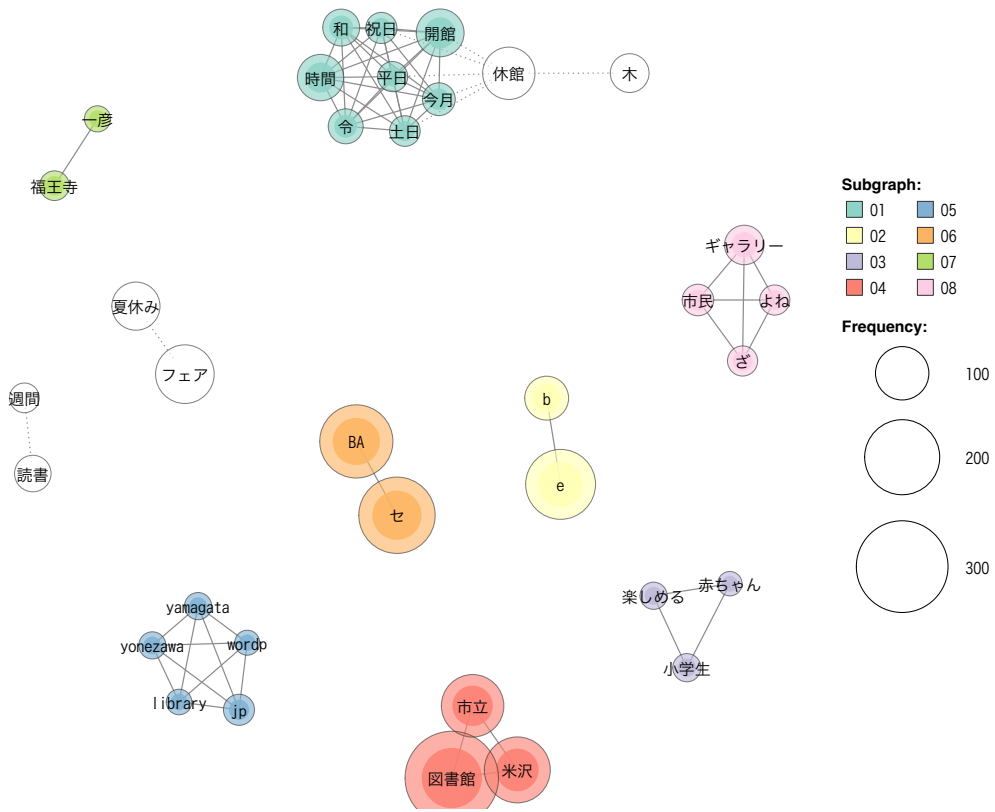 和
祝日
開館
時間
平日
休館
木
今月
令
土日
一彦
福王寺
ギャラリー
市民
よね
ざ
夏休み
フェア
週間
読書
b
e
BA
セ
赤ちゃん
楽しめる
小学生
yamagata
yonezawa
wordp
library
jp
市立
米沢
図書館
Subgraph:
01 05
02 06
03 07
04 08
Frequency:
100
200
300